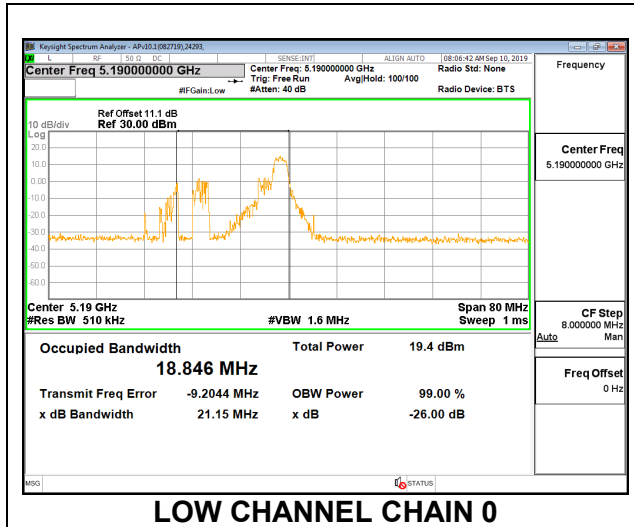 Keysight Spectrum Analyzer - APv10.1(082719),24293,
L RF 50 Ω DC SENSE:INT ALIGN AUTO 08:06:42 AM Sep 10, 2019
Center Freq 5.190000000 GHz
Center Freq: 5.190000000 GHz
Radio Std: None
Trig: Free Run Avg|Hold: 100/100
#IFGain:Low #Atten: 40 dB Radio Device: BTS
Frequency
Ref Offset 11.1 dB
10 dB/div Ref 30.00 dBm
Log
20.0
10.0
0.00
-10.0
-20.0
-30.0
-40.0
-50.0
-60.0
Center 5.19 GHz Span 80 MHz
#Res BW 510 kHz #VBW 1.6 MHz Sweep 1 ms
Center Freq
5.190000000 GHz
CF Step
8.000000 MHz
Auto Man
Freq Offset
0 Hz
Occupied Bandwidth Total Power 19.4 dBm
18.846 MHz
Transmit Freq Error -9.2044 MHz OBW Power 99.00 %
x dB Bandwidth 21.15 MHz x dB -26.00 dB
MSG STATUS
LOW CHANNEL CHAIN 0